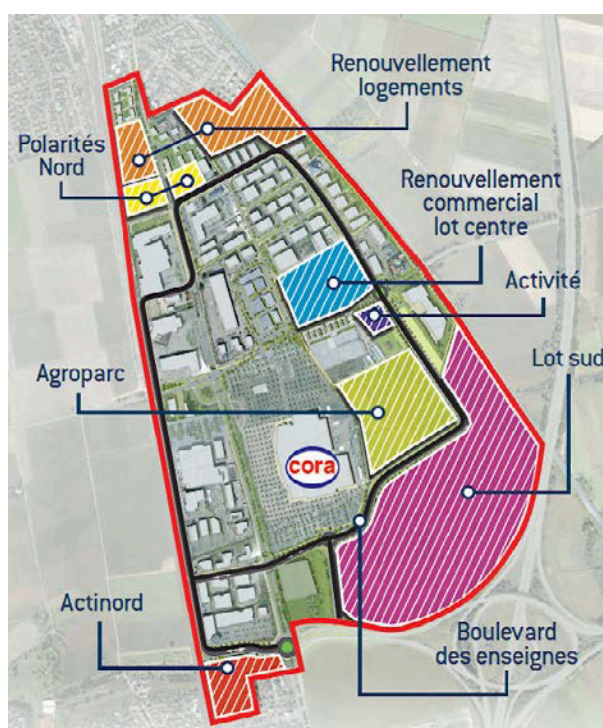 Renouvellement
logements
Polarités
Nord
Renouvellement
commercial
lot centre
Activité
Lot sud
Agroparc
cora
Actinord
Boulevard
des enseignes